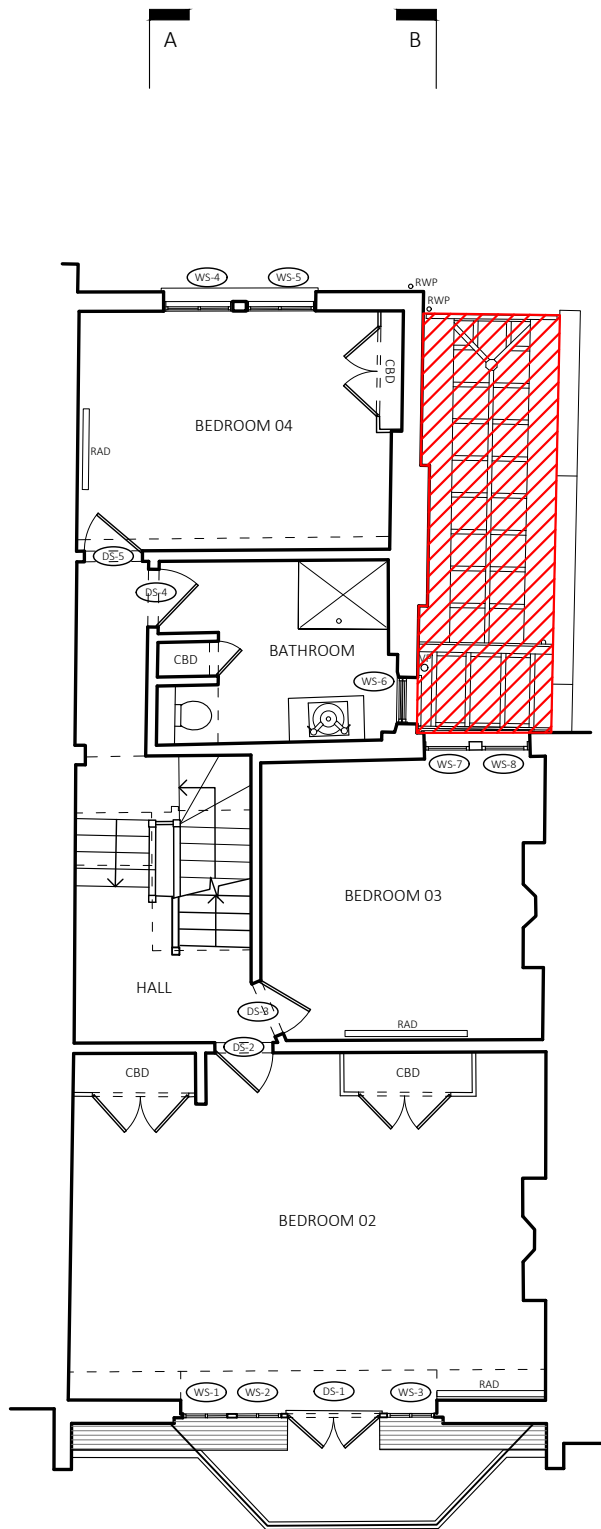 A
B
WS-4
WS-5
RWP
RWP
CBD
BEDROOM 04
RAD
DS-5
DS-4
BATHROOM
CBD
WS-6
WS-7
WS-8
BEDROOM 03
HALL
DS-3
RAD
DS-2
CBD
CBD
BEDROOM 02
WS-1
WS-2
DS-1
WS-3
RAD